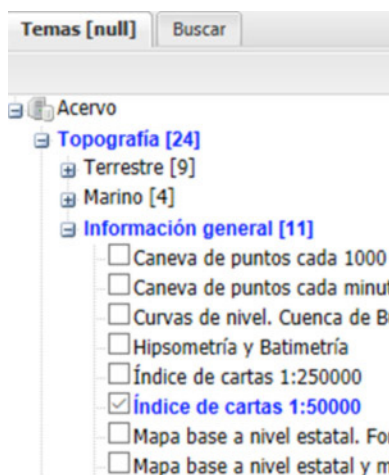 Temas [null] Buscar
Acervo
Topografía [24]
Terrestre [9]
Marino [4]
Información general [11]
Caneva de puntos cada 1000
Caneva de puntos cada
Curvas de nivel. Cuenca de
Hipsometría y Batimetría
Índice de cartas 1:250000
Índice de cartas 1:50000
Mapa base a nivel estatal.
Mapa base a nivel estatal y